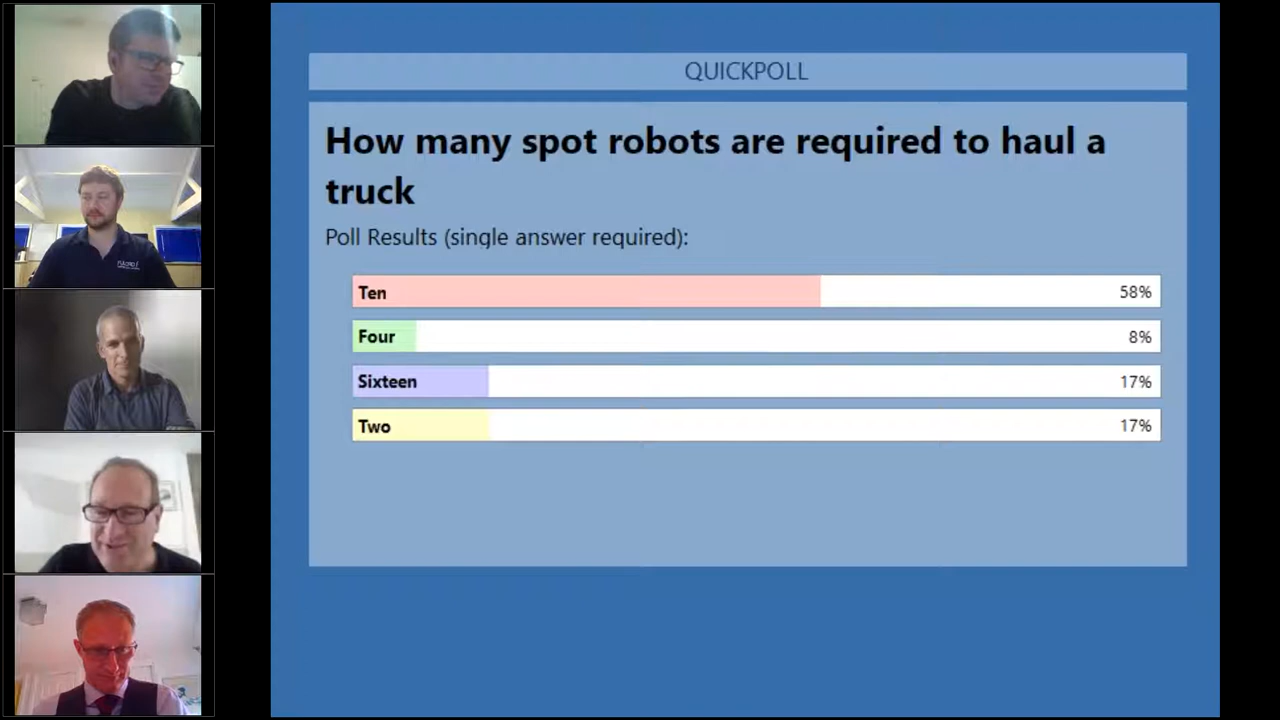 QUICKPOLL
How many spot robots are required to haul a
truck
Poll Results (single answer required):
Ten 58%
Four 8%
Sixteen 17%
Two 17%